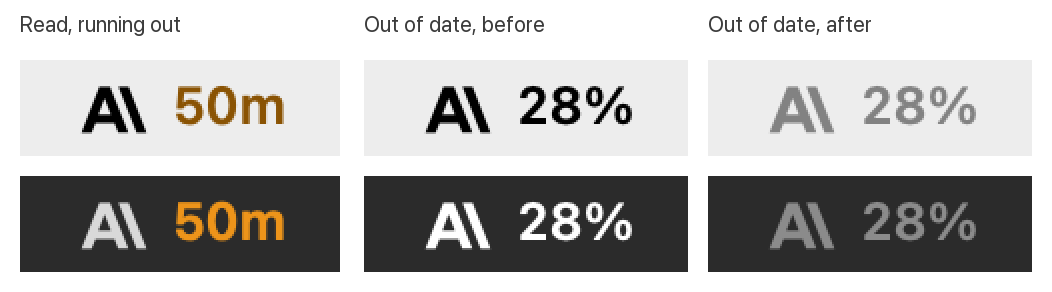 Read, running out
Out of date, before
Out of date, after
A\ 50m
A\ 28%
A\ 28%
A\ 50m
A\ 28%
A\ 28%